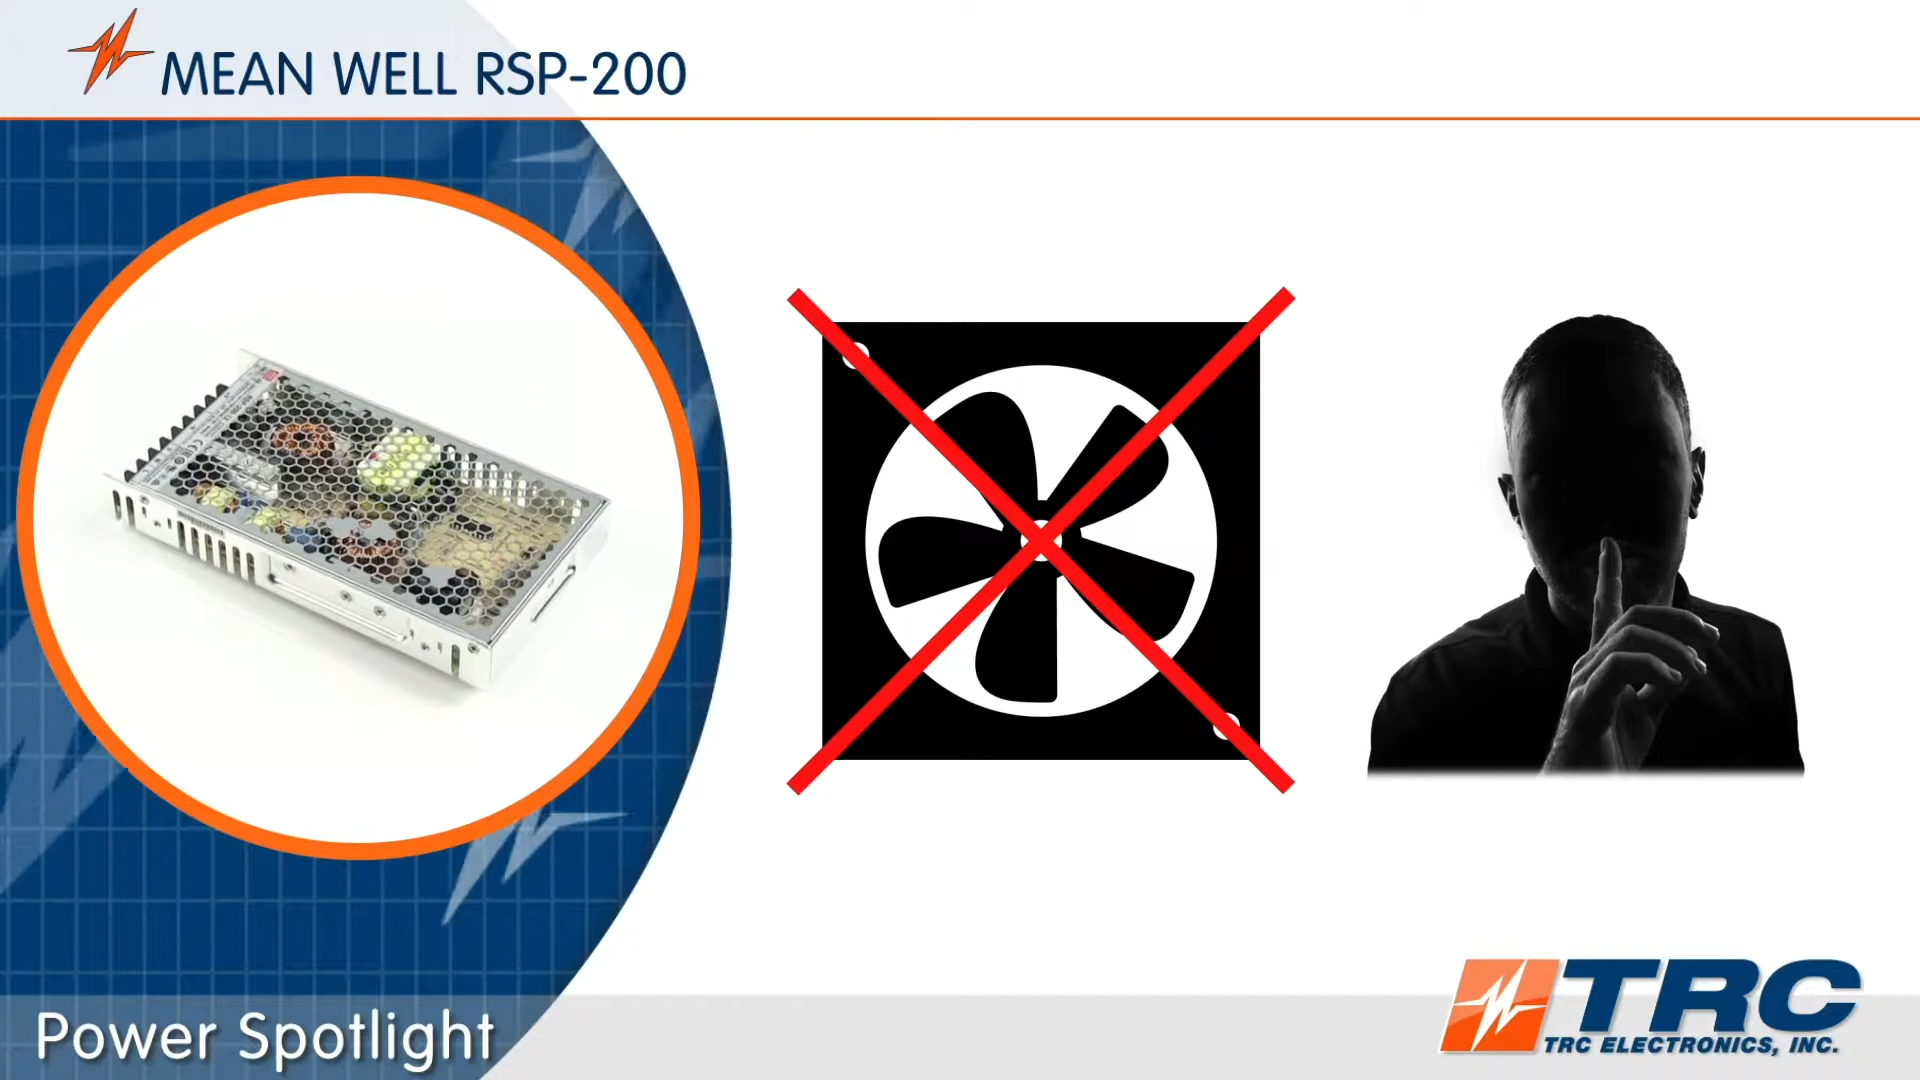 MEAN WELL RSP-200
Power Spotlight
TRC
TRC ELECTRONICS, INC.